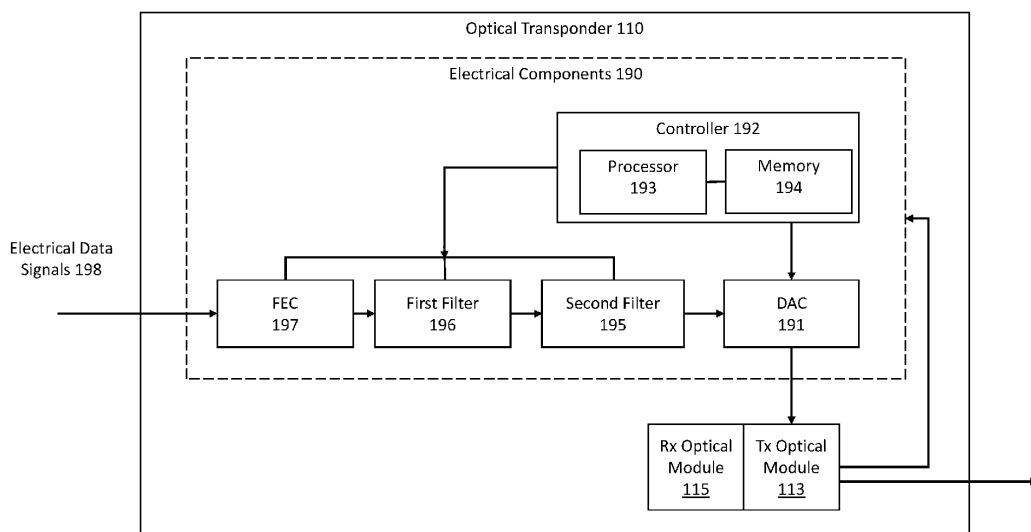 Optical Transponder 110
Electrical Components 190
Controller 192
Processor
193
Memory
194
Electrical Data
Signals 198
FEC
197
First Filter
196
Second Filter
195
DAC
191
Rx Optical
Module
115
Tx Optical
Module
113